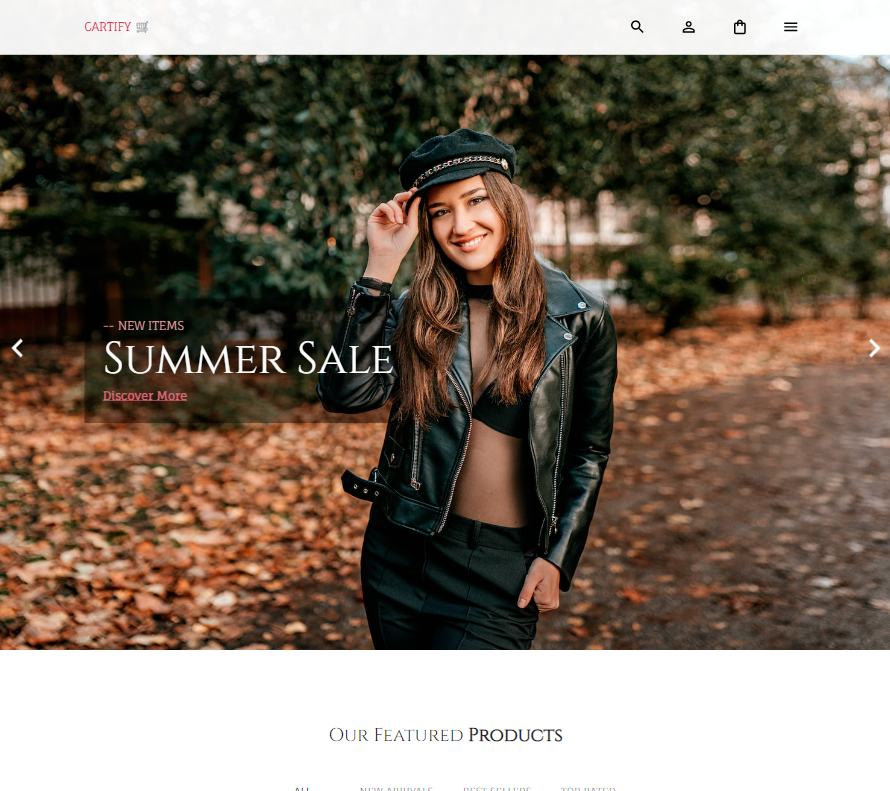 CARTIFY
-- NEW ITEMS
SUMMER SALE
Discover More
OUR FEATURED PRODUCTS
ALL NEW ARRIVALS BEST SELLERS TOP RATED